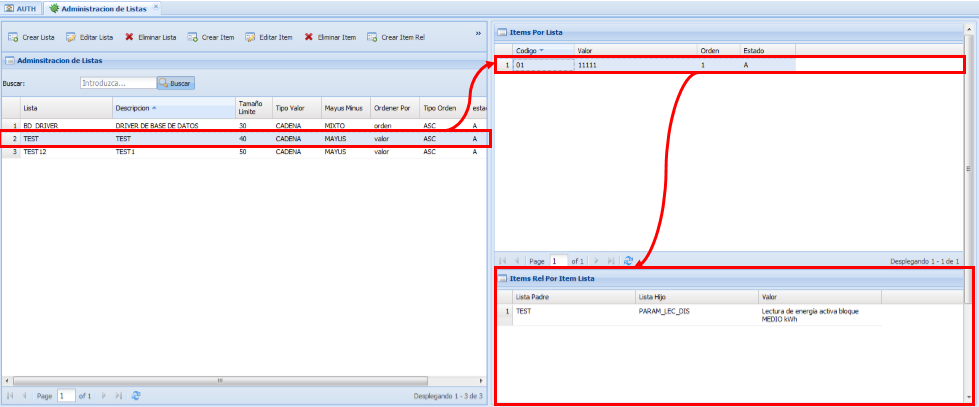 AUTH Administracion de Listas
Crear Lista Editar Lista Eliminar Lista Crear Item Editar Item Eliminar Item Crear Item Rel »
Adminsitracion de Listas
Buscar: Introduzca... Buscar
Lista Descripcion Tamaño Limite Tipo Valor Mayus Minus Ordener Por Tipo Orden estac
1 BD_DRIVER DRIVER DE BASE DE DATOS 30 CADENA MIXTO orden ASC A
2 TEST TEST 40 CADENA MAYUS valor ASC A
3 TEST12 TEST1 50 CADENA MAYUS valor ASC A
Page 1 of 1 Desplegando 1 - 3 de 3
Items Por Lista
Codigo Valor Orden Estado
1 01 11111 1 A
Page 1 of 1 Desplegando 1 - 1 de 1
Items Rel Por Item Lista
Lista Padre Lista Hijo Valor
1 TEST PARAM_LEC_DIS Lectura de energía activa bloque
MEDIO kWh